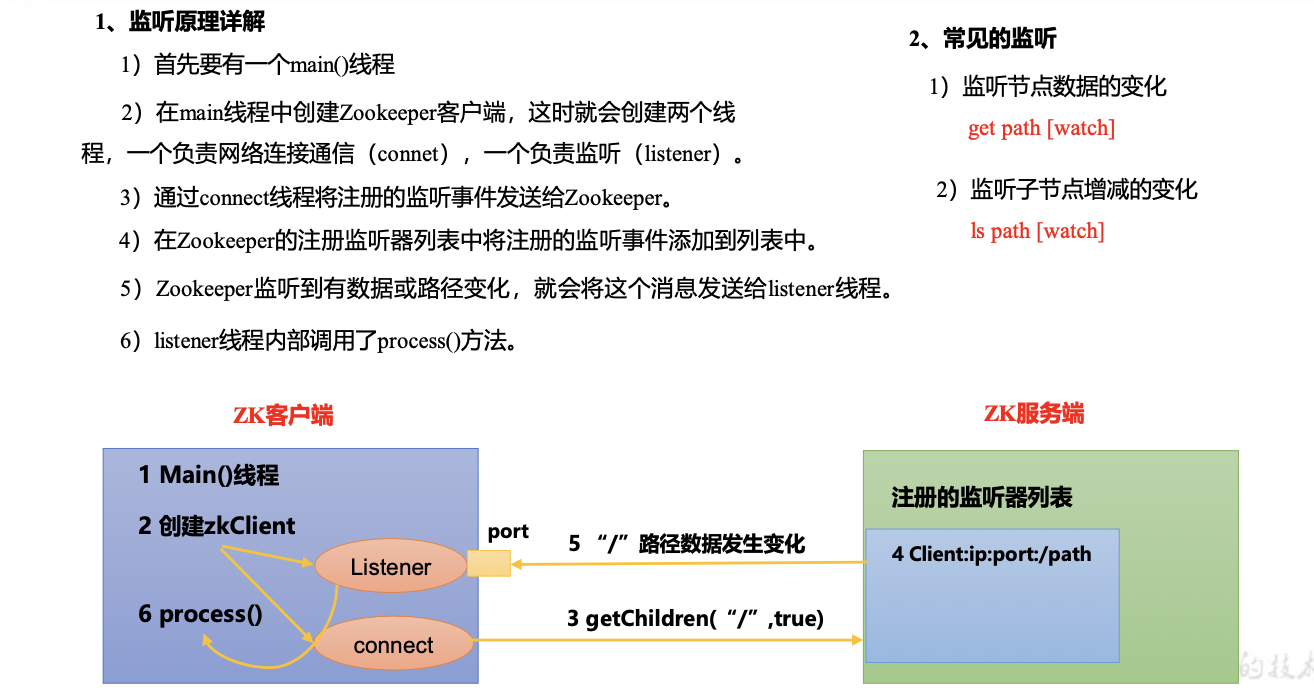 1、监听原理详解
1）首先要有一个main()线程
2）在main线程中创建Zookeeper客户端，这时就会创建两个线
程，一个负责网络连接通信（connet），一个负责监听（listener）。
3）通过connect线程将注册的监听事件发送给Zookeeper。
4）在Zookeeper的注册监听器列表中将注册的监听事件添加到列表中。
5）Zookeeper监听到有数据或路径变化，就会将这个消息发送给listener线程。
6）listener线程内部调用了process()方法。
2、常见的监听
1）监听节点数据的变化
get path [watch]
2）监听子节点增减的变化
ls path [watch]
ZK客户端
1 Main()线程
2 创建zkClient
Listener
6 process()
connect
port
5 “/”路径数据发生变化
3 getChildren(“/”,true)
ZK服务端
注册的监听器列表
4 Client:ip:port:/path
的技术